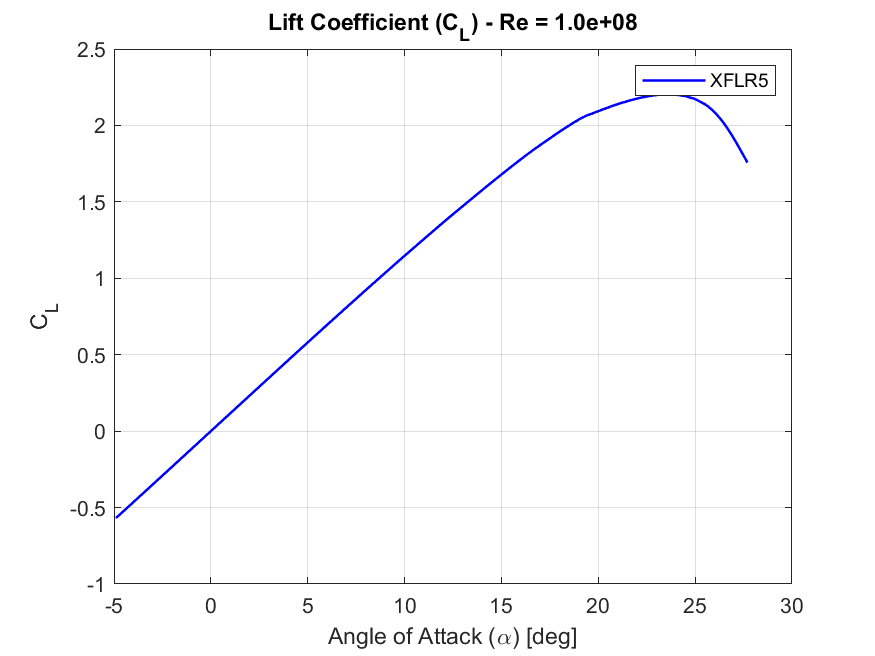 Lift Coefficient (C_L) - Re = 1.0e+08
XFLR5
2.5
2
1.5
1
0.5
0
-0.5
-1
C_L
-5 0 5 10 15 20 25 30
Angle of Attack (α) [deg]